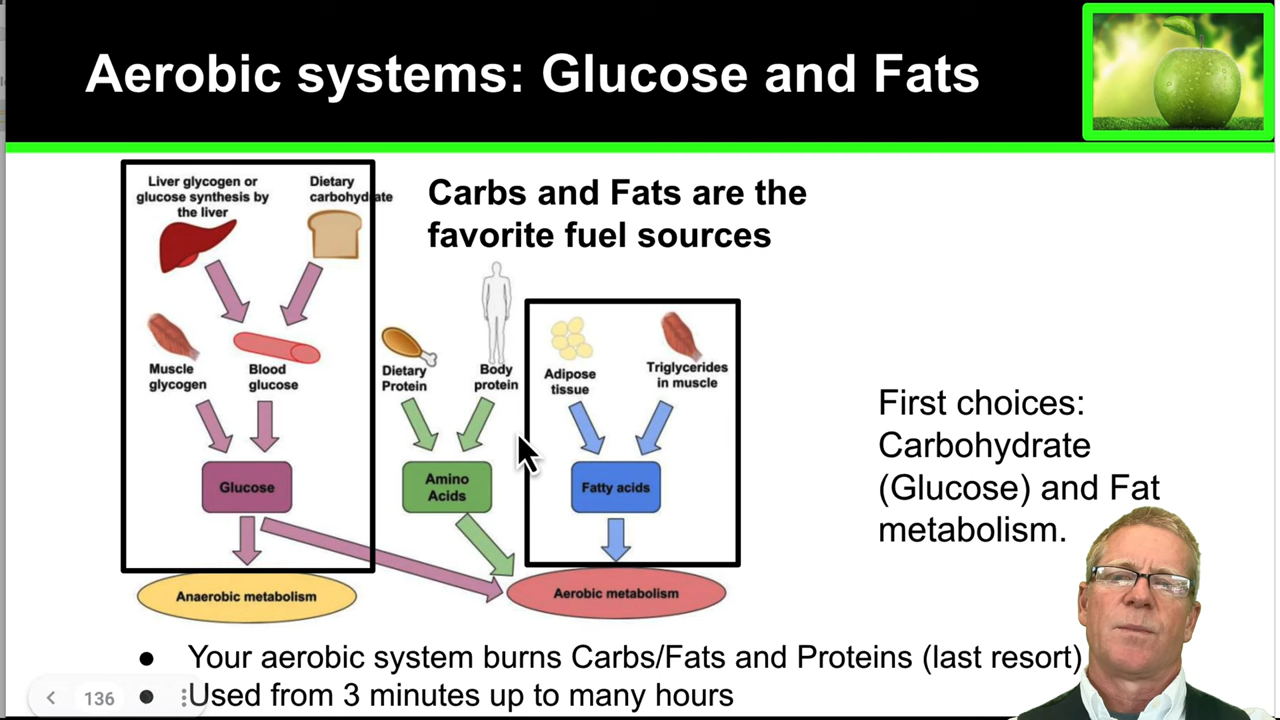 Aerobic systems: Glucose and Fats
Liver glycogen or
glucose synthesis by
the liver
Dietary
carbohydrate
Carbs and Fats are the
favorite fuel sources
Muscle
glycogen
Blood
glucose
Dietary
Protein
Body
protein
Adipose
tissue
Triglycerides
in muscle
First choices:
Carbohydrate
(Glucose) and Fat
metabolism.
Glucose
Amino
Acids
Fatty acids
Anaerobic metabolism
Aerobic metabolism
● Your aerobic system burns Carbs/Fats and Proteins (last resort)
● Used from 3 minutes up to many hours
136